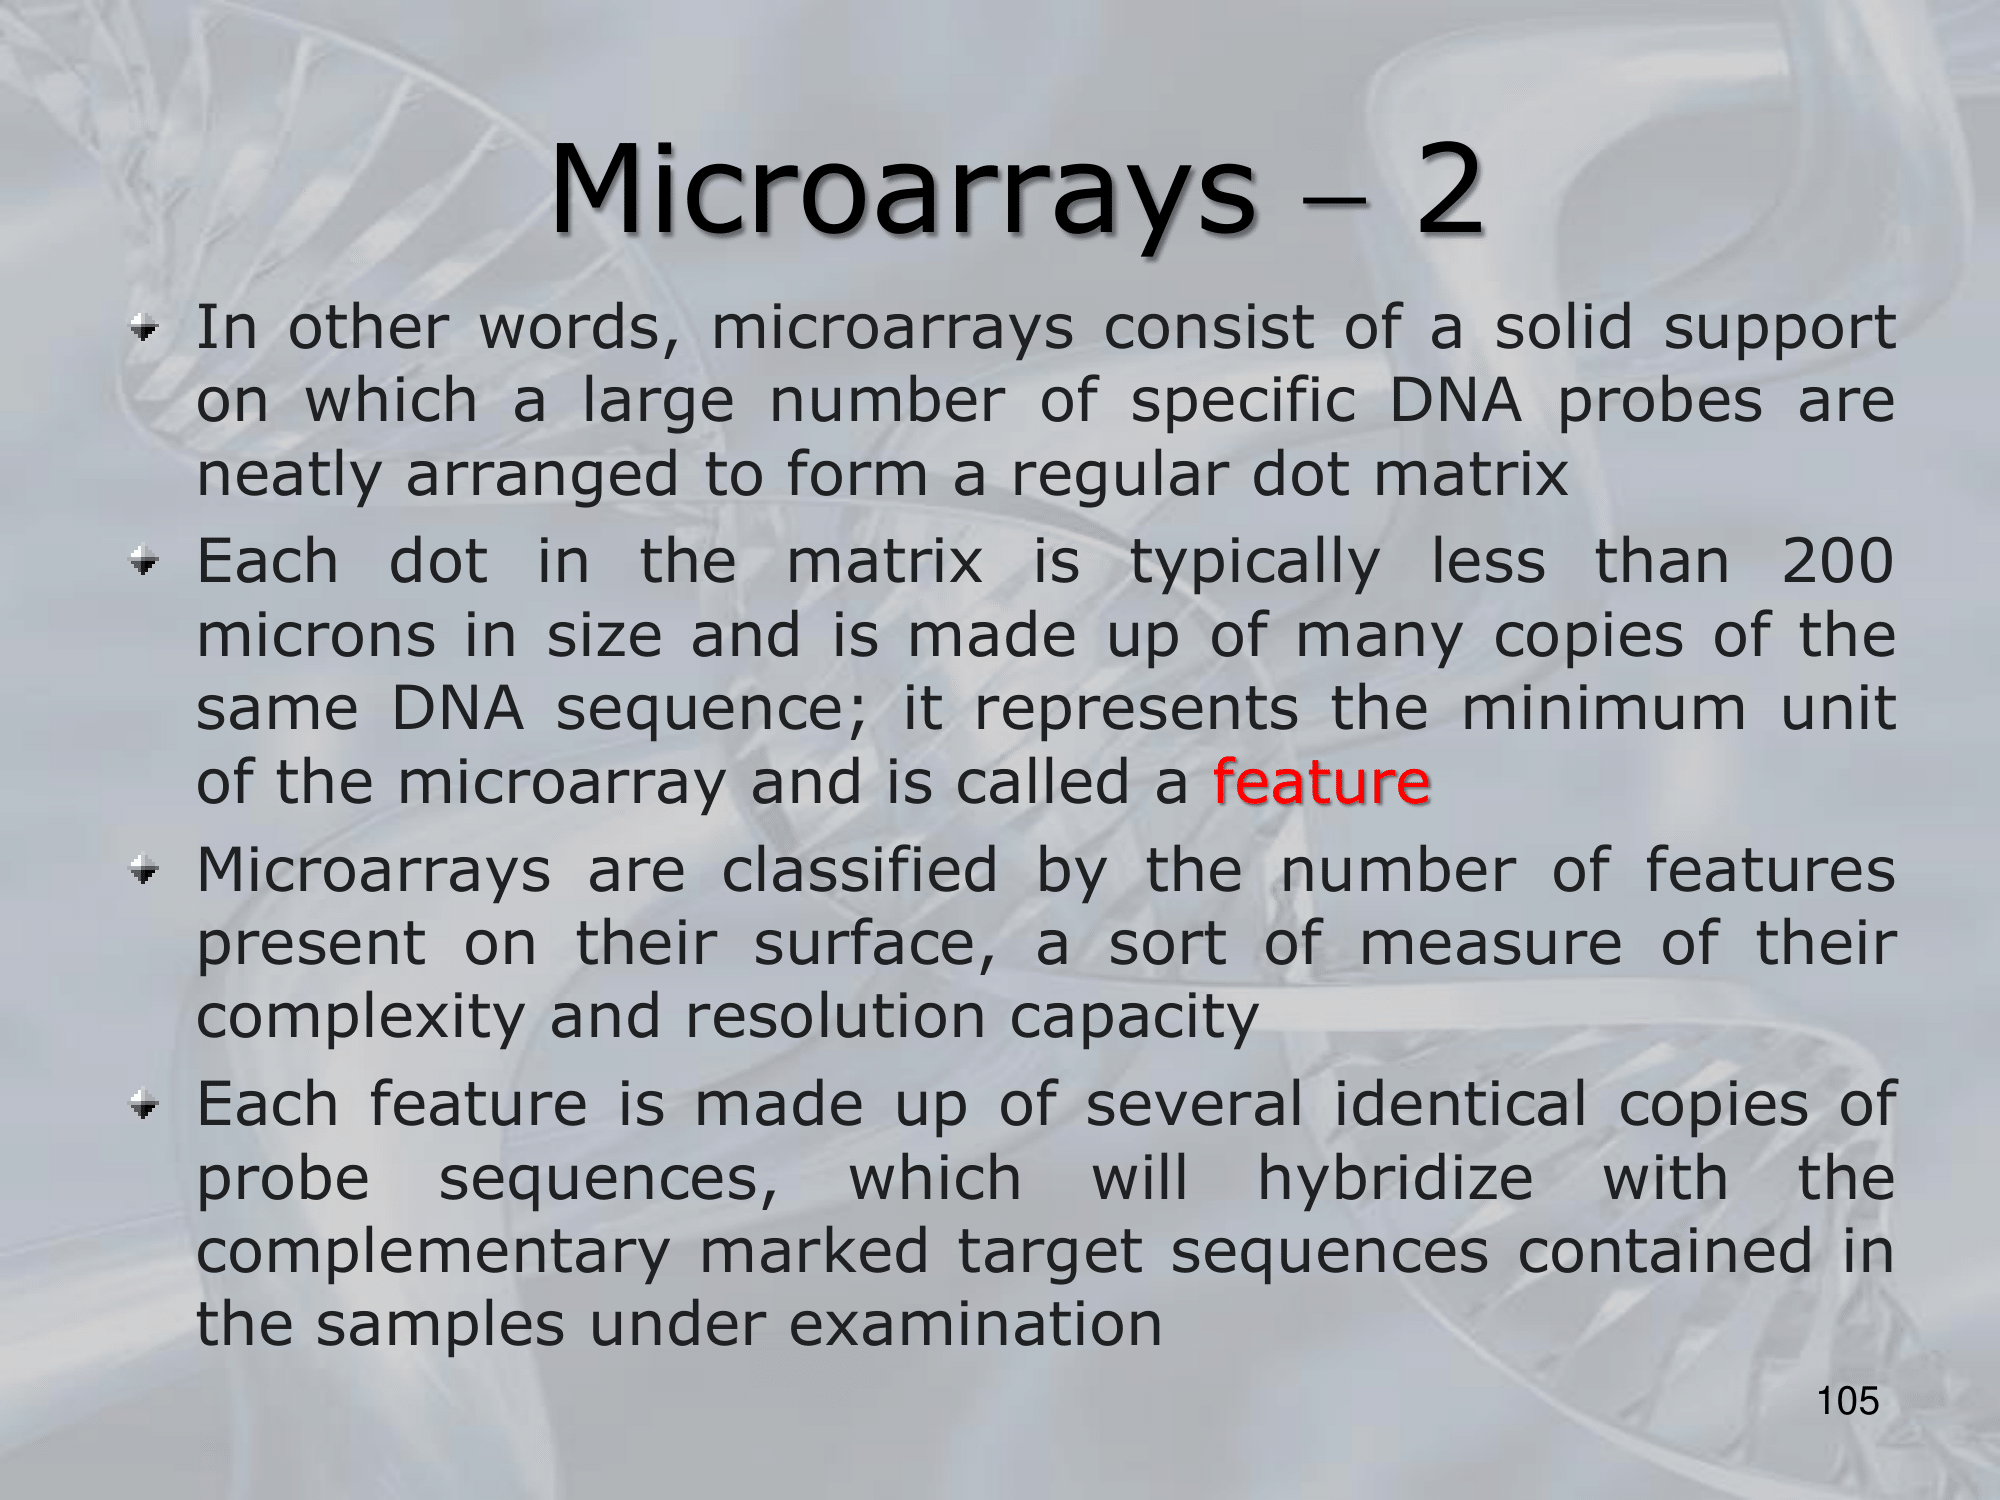 Microarrays – 2
In other words, microarrays consist of a solid support
on which a large number of specific DNA probes are
neatly arranged to form a regular dot matrix
Each dot in the matrix is typically less than 200
microns in size and is made up of many copies of the
same DNA sequence; it represents the minimum unit
of the microarray and is called a feature
Microarrays are classified by the number of features
present on their surface, a sort of measure of their
complexity and resolution capacity
Each feature is made up of several identical copies of
probe sequences, which will hybridize with the
complementary marked target sequences contained in
the samples under examination
105